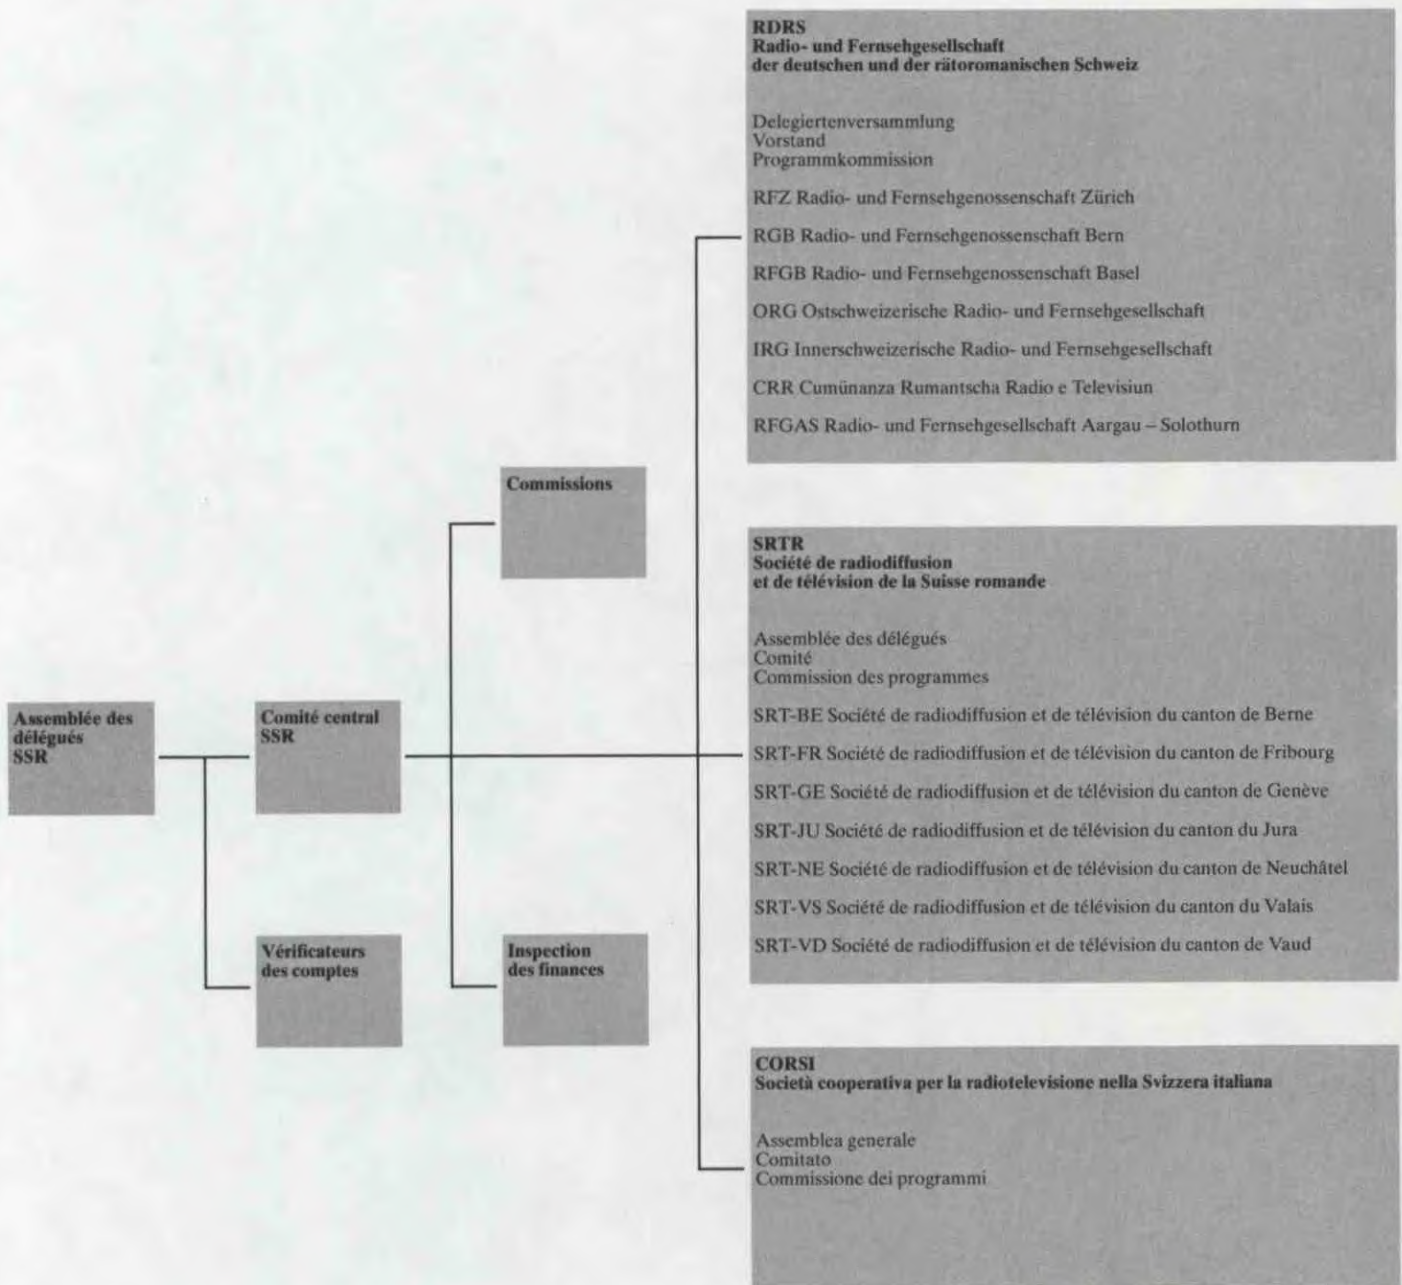 Assemblée des
délégués
SSR
Comité central
SSR
Vérificateurs
des comptes
Commissions
Inspection
des finances
RDRS
Radio- und Fernsehgesellschaft
der deutschen und der rätoromanischen Schweiz
Delegiertenversammlung
Vorstand
Programmkommission
RFZ Radio- und Fernsehgenossenschaft Zürich
RGB Radio- und Fernsehgenossenschaft Bern
RFGB Radio- und Fernsehgenossenschaft Basel
ORG Ostschweizerische Radio- und Fernsehgesellschaft
IRG Innerschweizerische Radio- und Fernsehgesellschaft
CRR Cumünanza Rumantscha Radio e Televisiun
RFGAS Radio- und Fernsehgesellschaft Aargau – Solothurn
SRTR
Société de radiodiffusion
et de télévision de la Suisse romande
Assemblée des délégués
Comité
Commission des programmes
SRT-BE Société de radiodiffusion et de télévision du canton de Berne
SRT-FR Société de radiodiffusion et de télévision du canton de Fribourg
SRT-GE Société de radiodiffusion et de télévision du canton de Genève
SRT-JU Société de radiodiffusion et de télévision du canton du Jura
SRT-NE Société de radiodiffusion et de télévision du canton de Neuchâtel
SRT-VS Société de radiodiffusion et de télévision du canton du Valais
SRT-VD Société de radiodiffusion et de télévision du canton de Vaud
CORSI
Società cooperativa per la radiotelevisione nella Svizzera italiana
Assemblea generale
Comitato
Commissione dei programmi